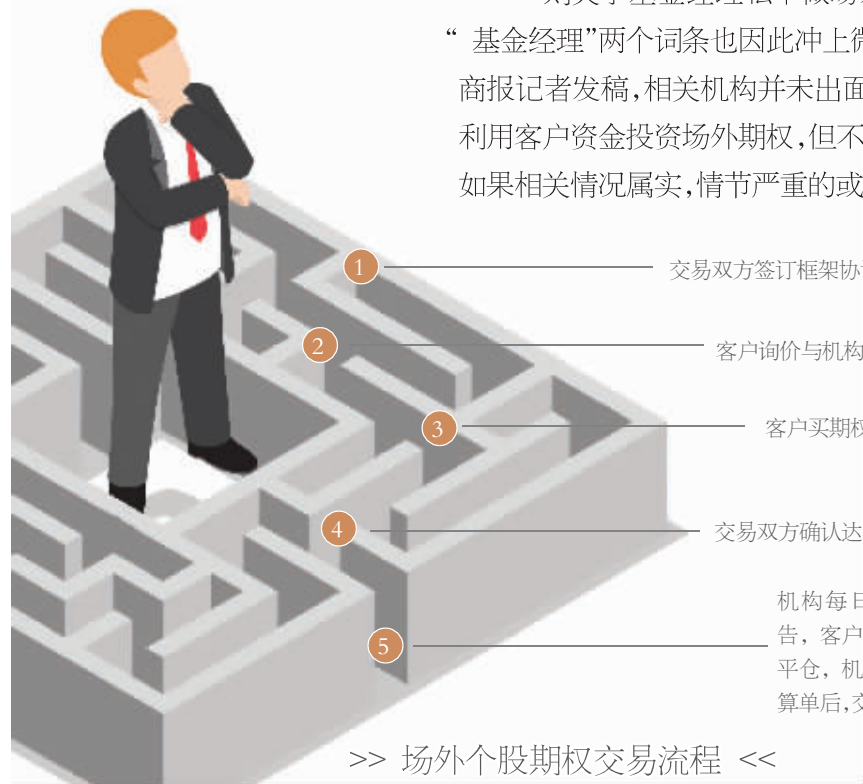 “ 基金经理”两个词条也因此冲上微
商报记者发稿,相关机构并未出面
利用客户资金投资场外期权,但不
如果相关情况属实,情节严重的或
1 交易双方签订框架协
2 客户询价与机构
3 客户买期权
4 交易双方确认达
5
机构每日
告，客户
平仓，机
算单后,交
>> 场外个股期权交易流程 <<